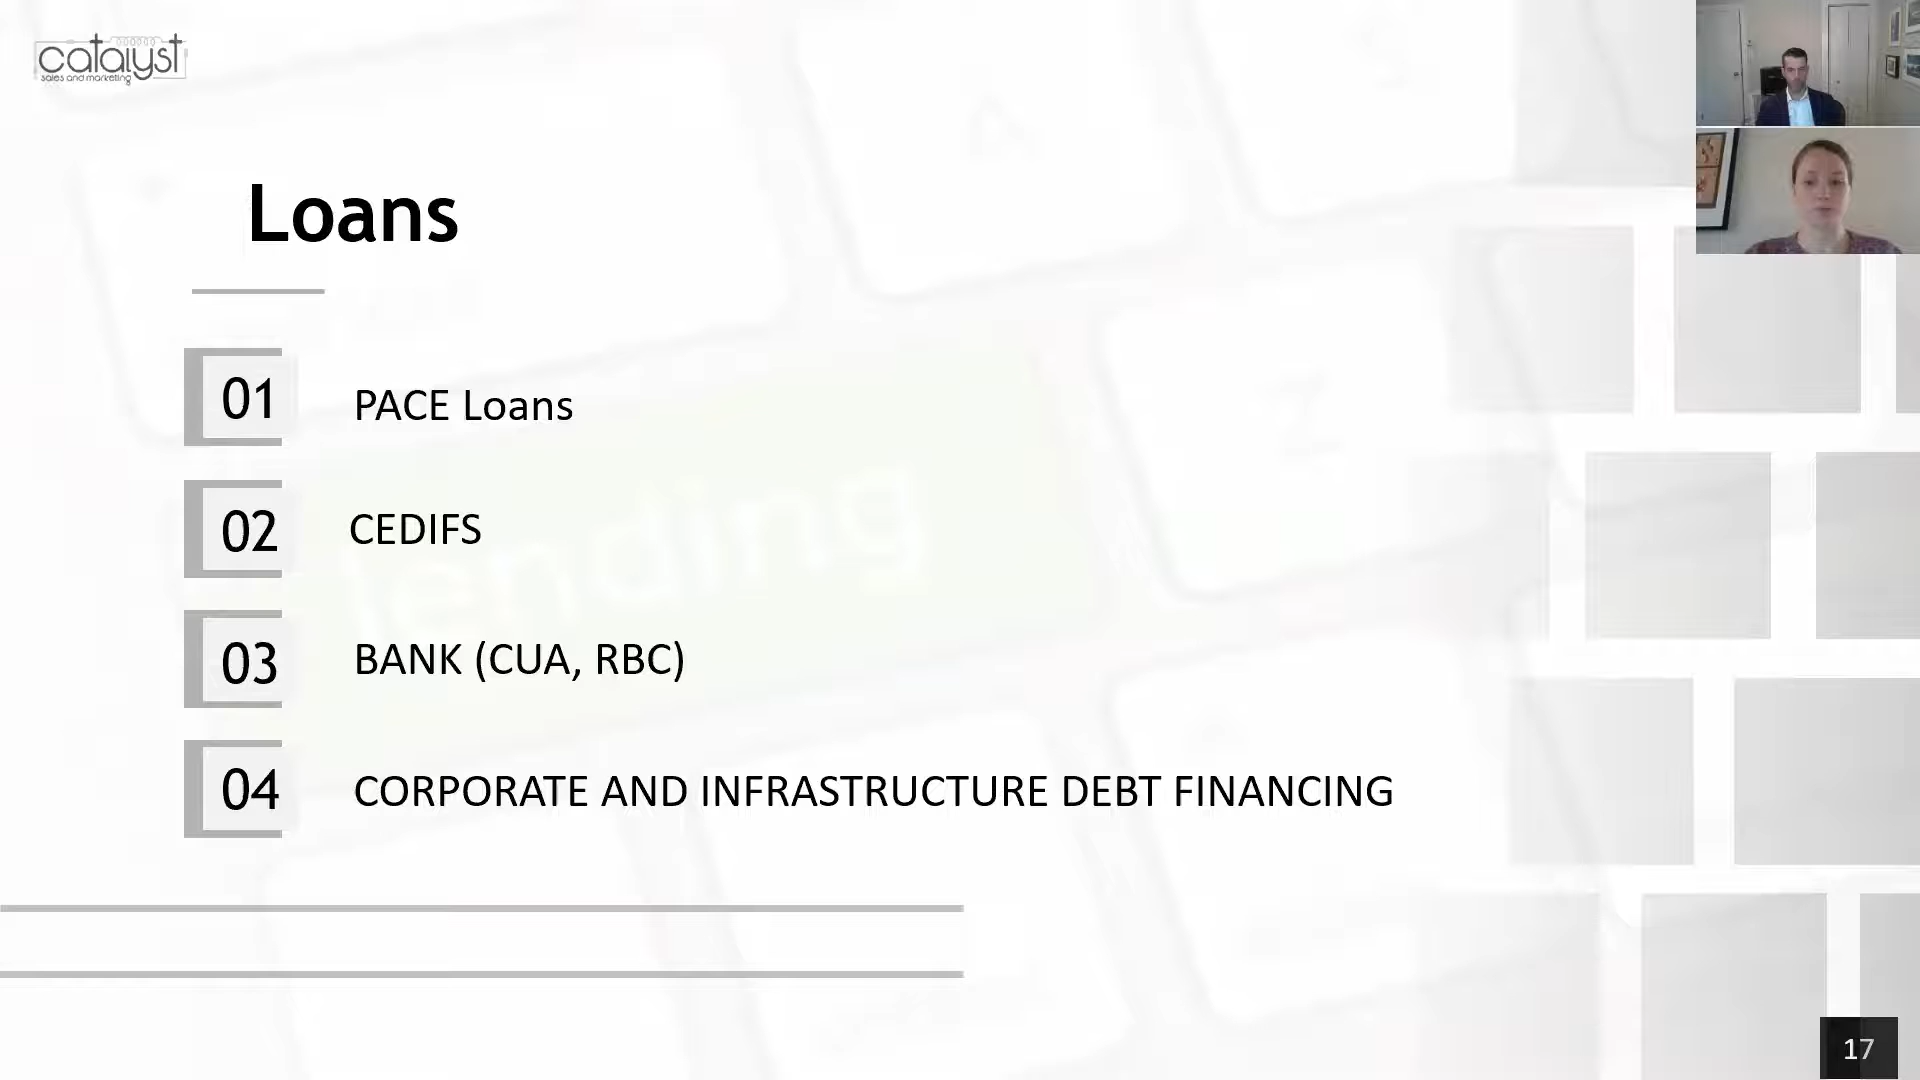 catalyst
sales and marketing
Loans
01 PACE Loans
02 CEDIFS
lending
03 BANK (CUA, RBC)
04 CORPORATE AND INFRASTRUCTURE DEBT FINANCING
17